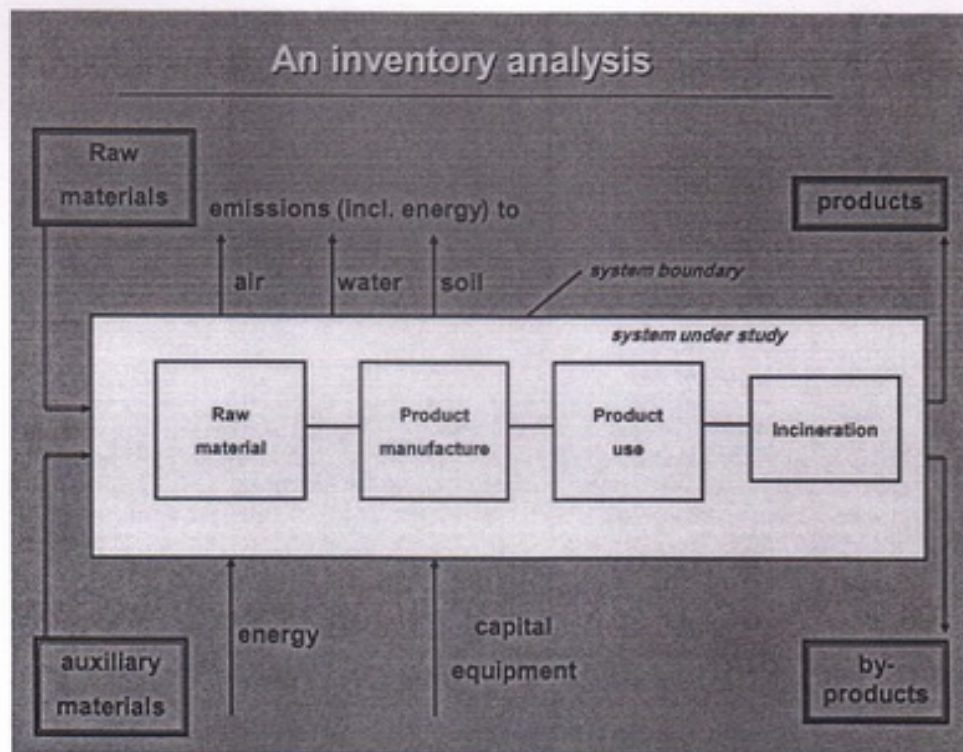 An inventory analysis
Raw
materials
emissions (incl. energy) to
products
air
water
soil
system boundary
system under study
Raw
material
Product
manufacture
Product
use
Incineration
energy
capital
equipment
auxiliary
materials
by-
products